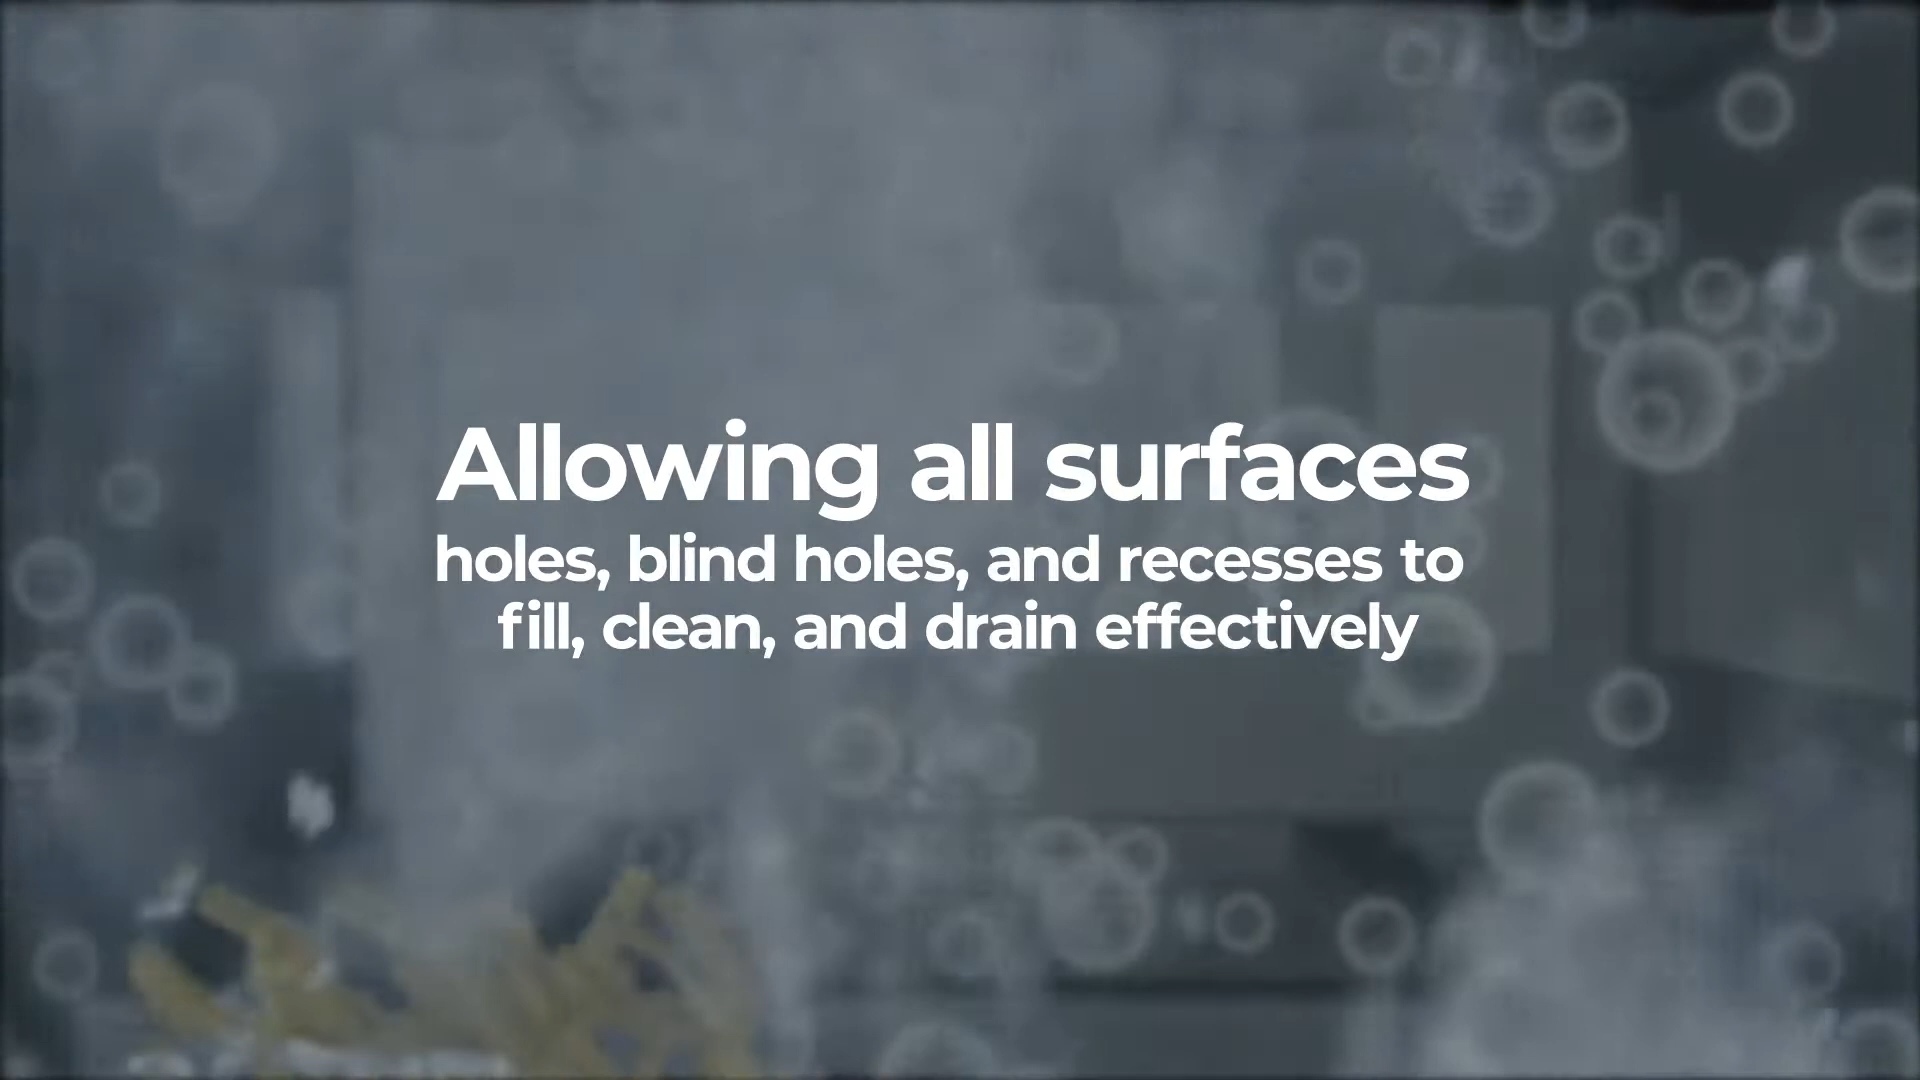 Allowing all surfaces
holes, blind holes, and recesses to
fill, clean, and drain effectively